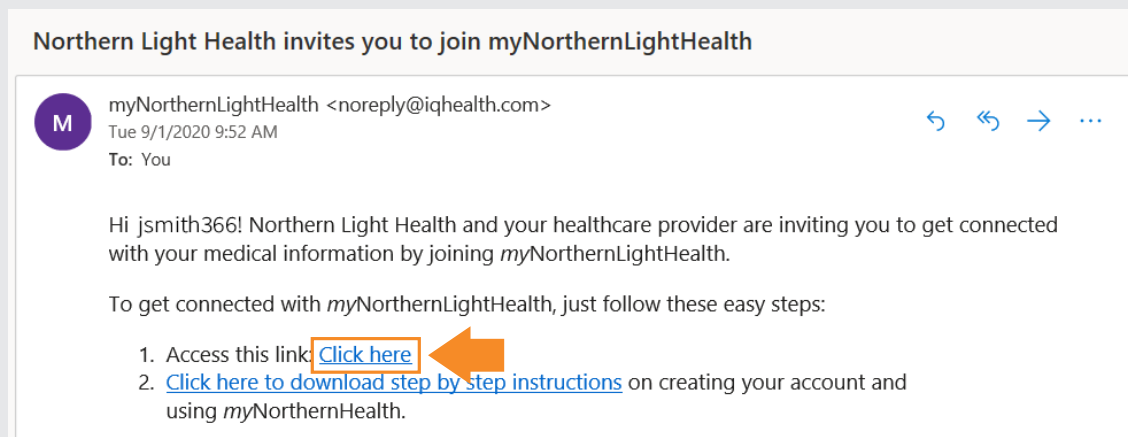 Northern Light Health invites you to join myNorthernLightHealth
M
myNorthernLightHealth <noreply@iqhealth.com>
Tue 9/1/2020 9:52 AM
To: You
Hi jsmith366! Northern Light Health and your healthcare provider are inviting you to get connected
with your medical information by joining myNorthernLightHealth.
To get connected with myNorthernLightHealth, just follow these easy steps:
1. Access this link: Click here
2. Click here to download step by step instructions on creating your account and
using myNorthernHealth.